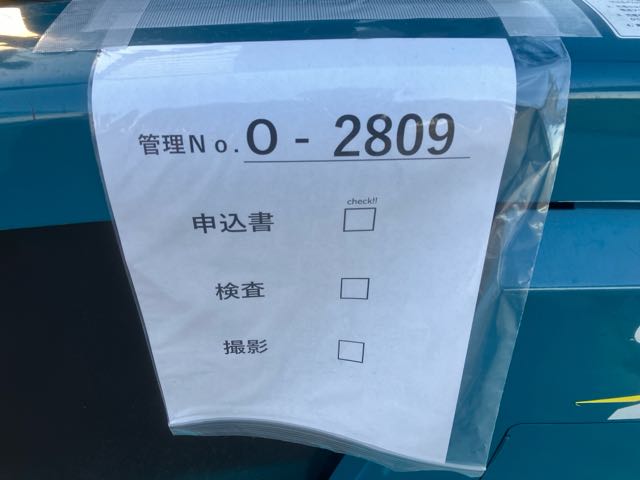 管理No. O - 2809
check!!
申込書 □
検査 □
撮影 □